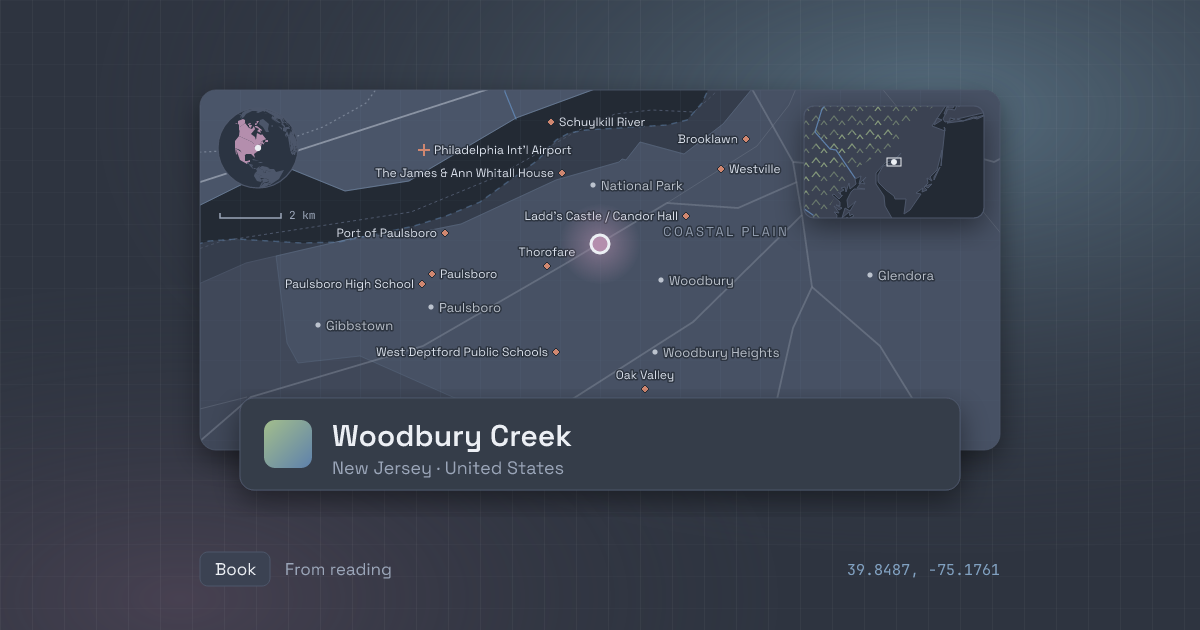 Schuylkill River
Brooklawn
Philadelphia Int'l Airport
The James & Ann Whitall House
Westville
National Park
2 km
Ladd's Castle / Candor Hall
COASTAL PLAIN
Port of Paulsboro
Thorofare
Paulsboro
Glendora
Paulsboro High School
Woodbury
Paulsboro
Gibbstown
West Deptford Public Schools
Woodbury Heights
Oak Valley
Woodbury Creek
New Jersey · United States
Book
From reading
39.8487, -75.1761